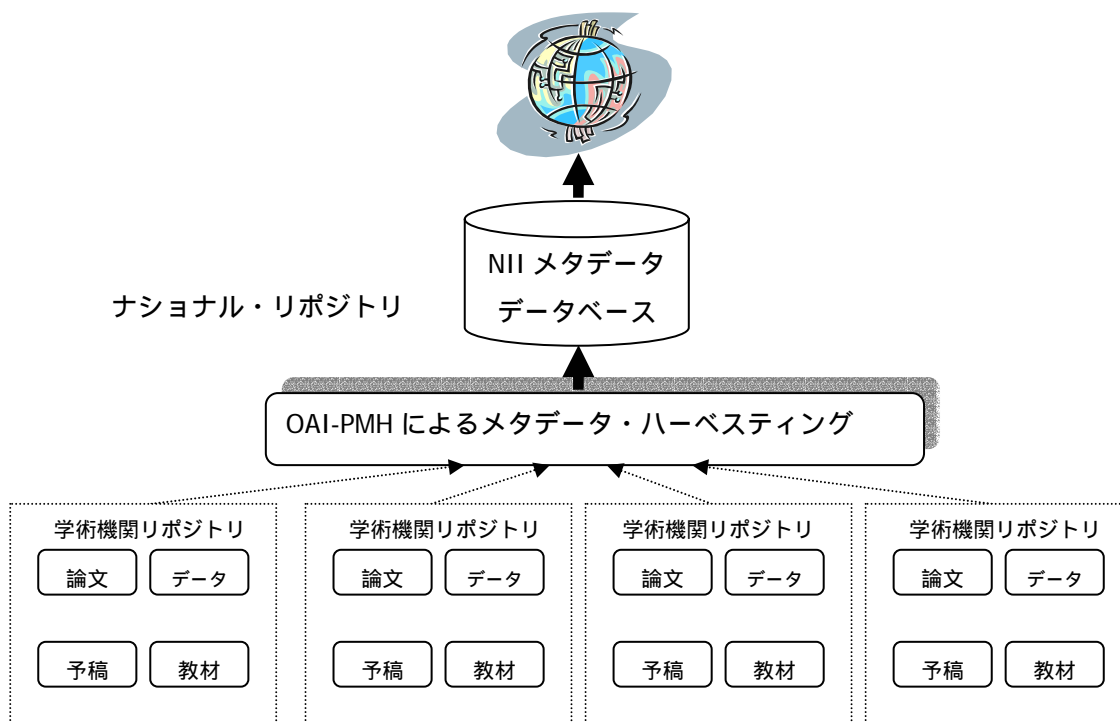 NII メタデータ
データベース
ナショナル・リポジトリ
OAI-PMH によるメタデータ・ハーベスティング
学術機関リポジトリ
論文 データ
予稿 教材
学術機関リポジトリ
論文 データ
予稿 教材
学術機関リポジトリ
論文 データ
予稿 教材
学術機関リポジトリ
論文 データ
予稿 教材